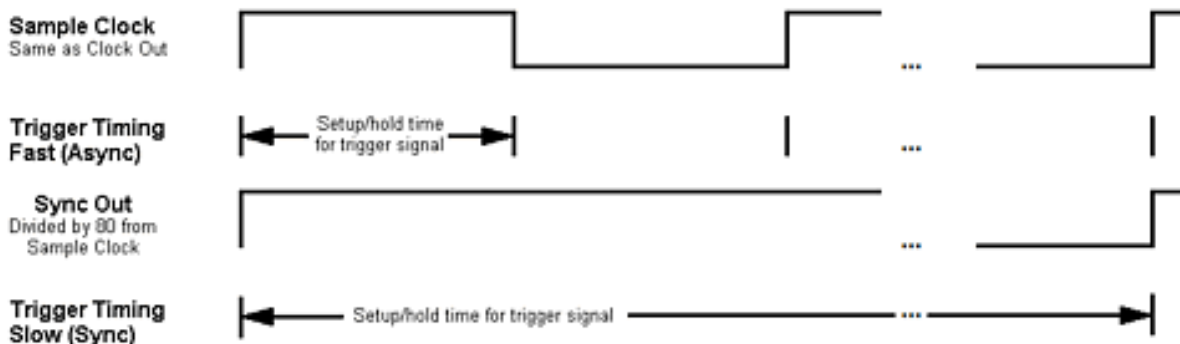 Sample Clock
Same as Clock Out
...
Trigger Timing
Fast (Async)
Setup/hold time
for trigger signal
...
Sync Out
Divided by 80 from
Sample Clock
...
Trigger Timing
Slow (Sync)
Setup/hold time for trigger signal
...